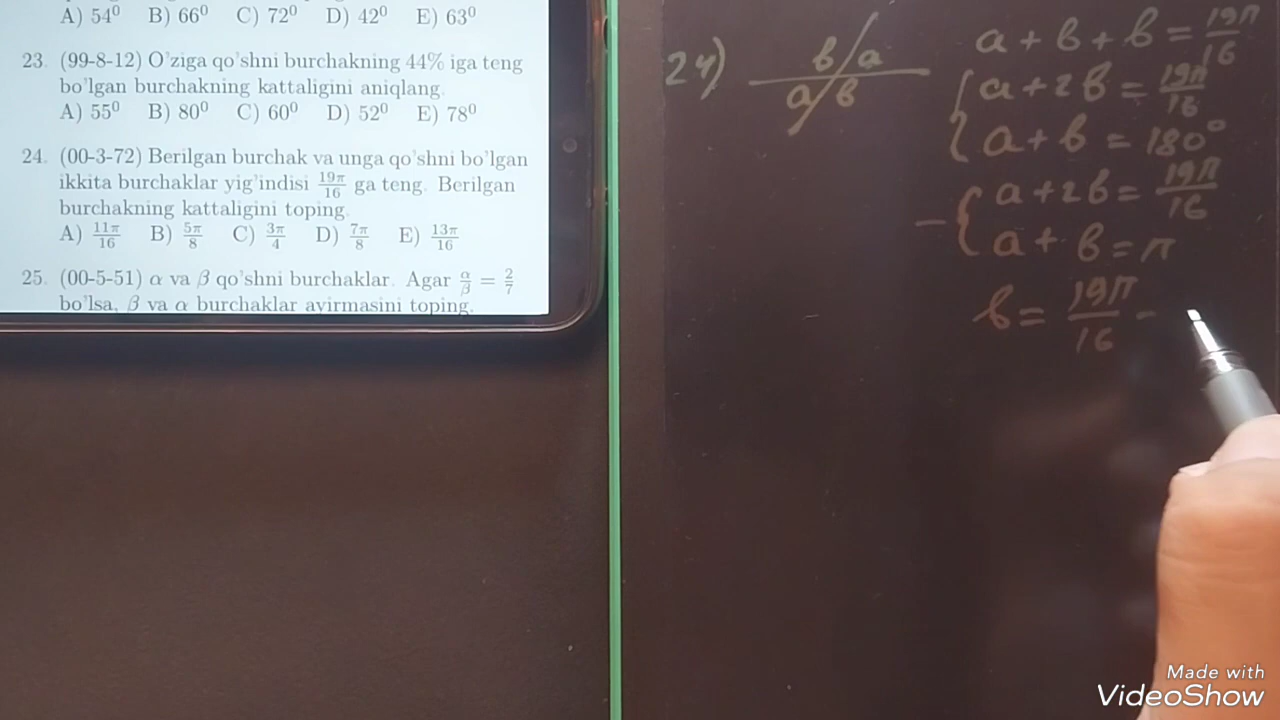 A) 54⁰ B) 66⁰ C) 72⁰ D) 42⁰ E) 63⁰
23. (99-8-12) O'ziga qo'shni burchakning 44% iga teng
bo'lgan burchakning kattaligini aniqlang.
A) 55⁰ B) 80⁰ C) 60⁰ D) 52⁰ E) 78⁰
24. (00-3-72) Berilgan burchak va unga qo'shni bo'lgan
ikkita burchaklar yig'indisi 19π/16 ga teng. Berilgan
burchakning kattaligini toping.
A) 11π/16 B) 5π/8 C) 3π/4 D) 7π/8 E) 13π/16
25. (00-5-51) α va β qo'shni burchaklar. Agar α/β = 2/7
bo'lsa, β va α burchaklar ayirmasini toping.
24)
b a
a b
a + b + b = 19π/16
a + 2b = 19π/16
a + b = 180°
a + 2b = 19π/16
-
a + b = π
b = 19π/16 -
Made with
VideoShow